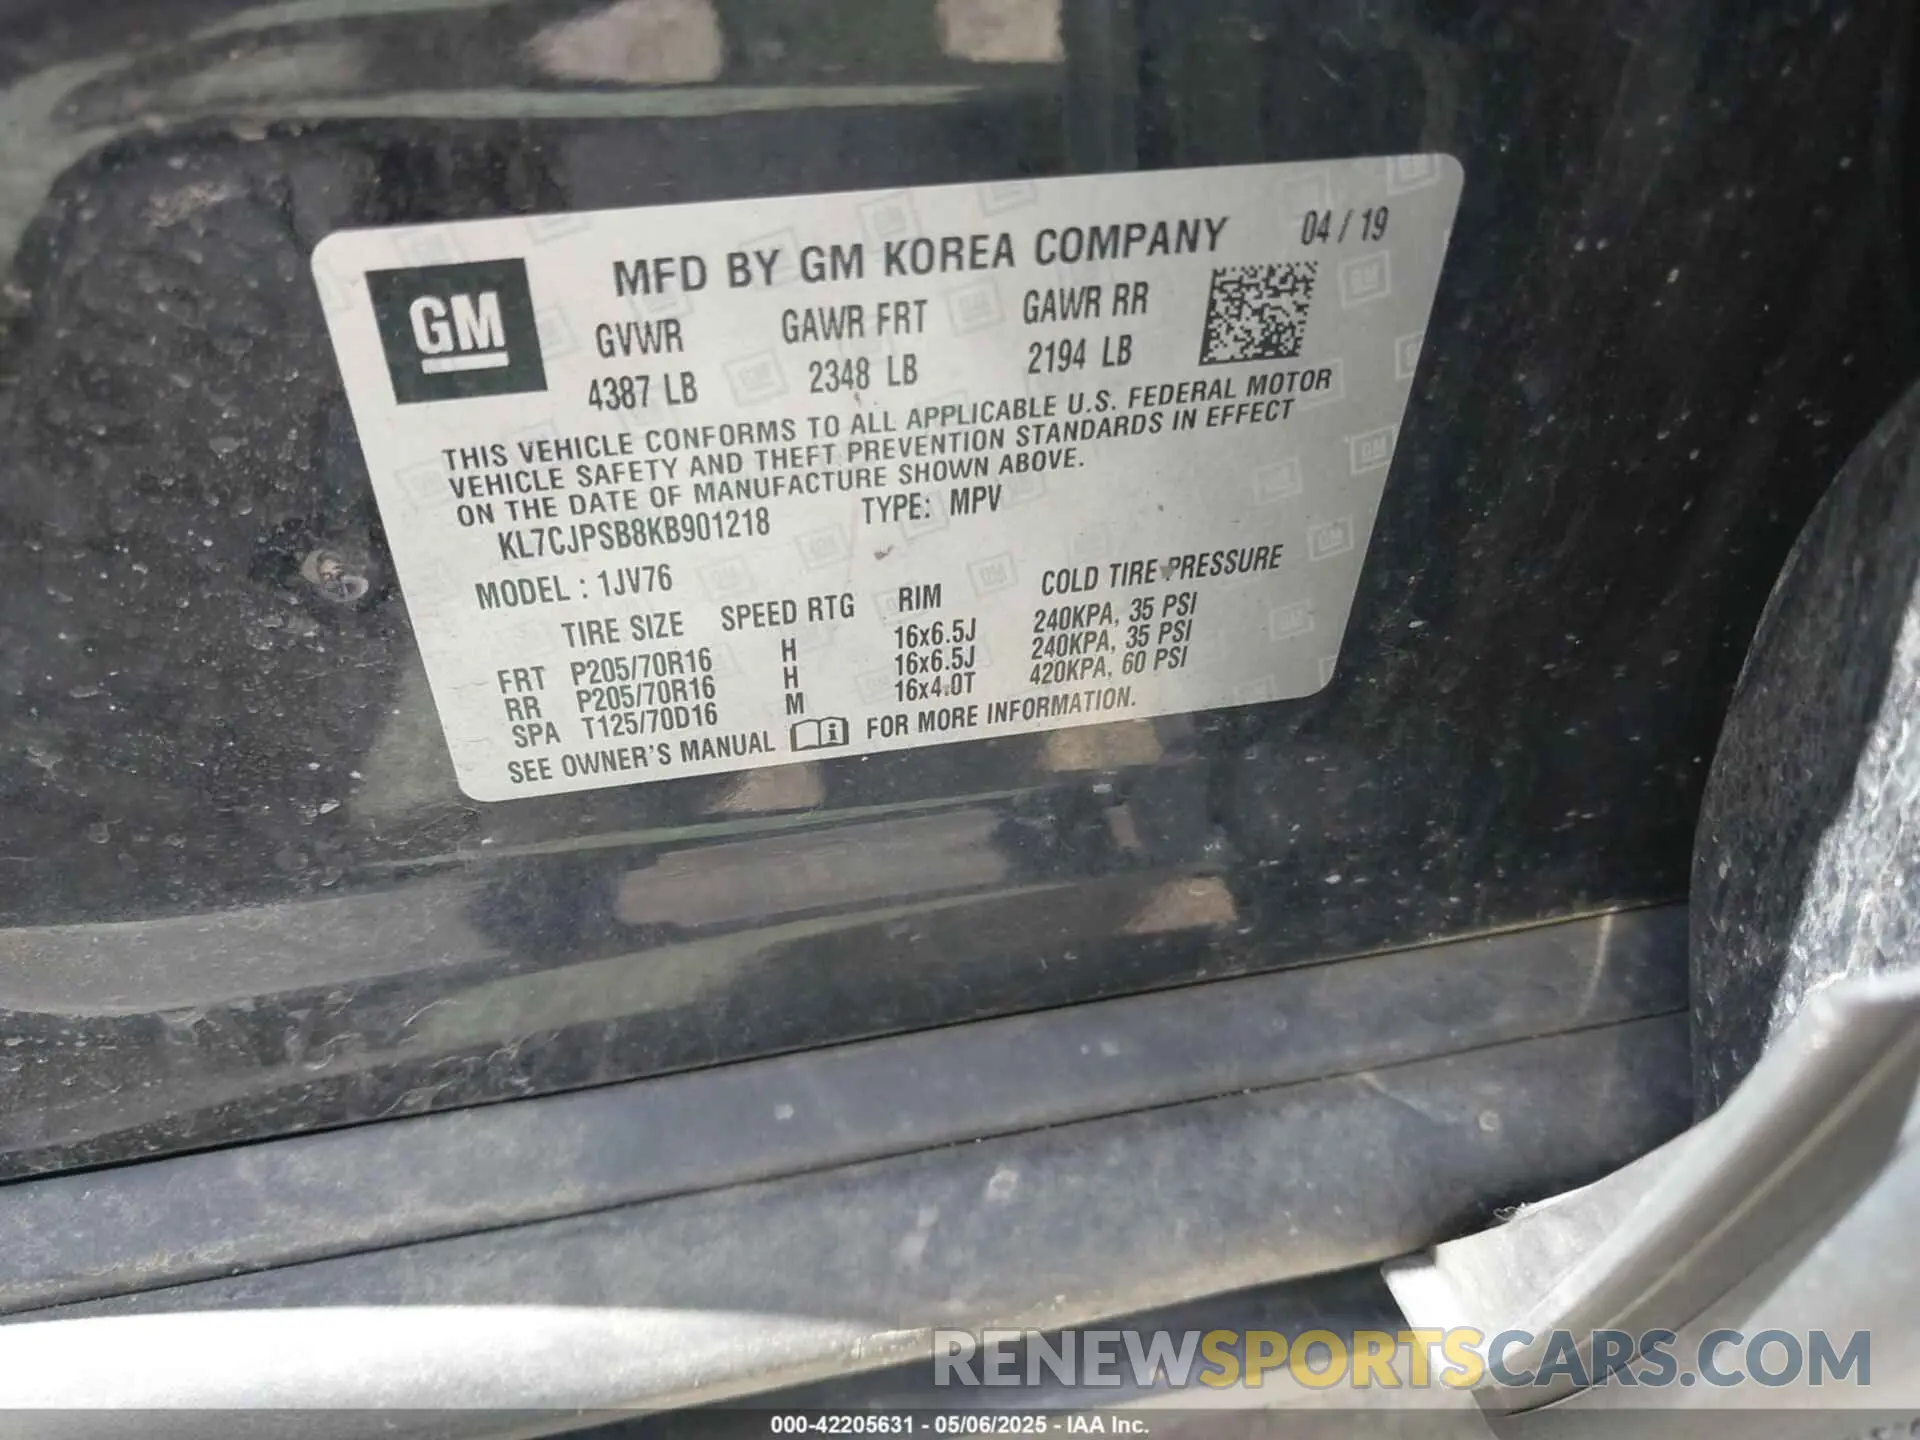 MFD BY GM KOREA COMPANY 04 / 19
GM
GVWR GAWR FRT GAWR RR
4387 LB 2348 LB 2194 LB
THIS VEHICLE CONFORMS TO ALL APPLICABLE U.S. FEDERAL MOTOR
VEHICLE SAFETY AND THEFT PREVENTION STANDARDS IN EFFECT
ON THE DATE OF MANUFACTURE SHOWN ABOVE.
KL7CJPSB8KB901218 TYPE: MPV
MODEL : 1JV76
TIRE SIZE SPEED RTG RIM COLD TIRE PRESSURE
FRT P205/70R16 H 16x6.5J 240KPA, 35 PSI
RR P205/70R16 H 16x6.5J 240KPA, 35 PSI
SPA T125/70D16 M 16x4.0T 420KPA, 60 PSI
SEE OWNER'S MANUAL FOR MORE INFORMATION.
RENEWSPORTSCARS.COM
000-42205631 - 05/06/2025 - IAA Inc.